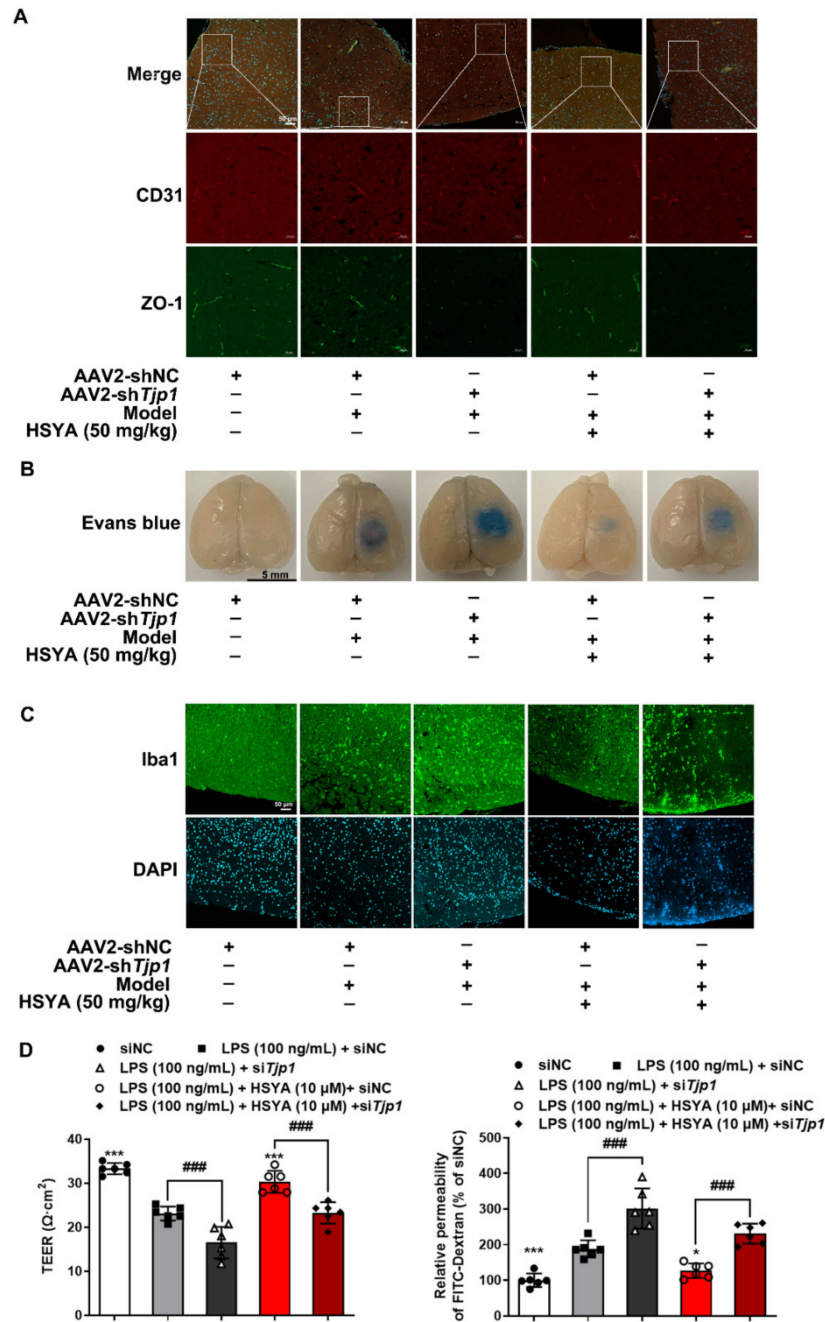 A
Merge
50 μm
CD31
ZO-1
AAV2-shNC + + – + –
AAV2-shTjp1 – – + – +
Model – + + + +
HSYA (50 mg/kg) – – – + +
B
Evans blue
5 mm
AAV2-shNC + + – + –
AAV2-shTjp1 – – + – +
Model – + + + +
HSYA (50 mg/kg) – – – + +
C
Iba1
50 μm
DAPI
AAV2-shNC + + – + –
AAV2-shTjp1 – – + – +
Model – + + + +
HSYA (50 mg/kg) – – – + +
D
siNC LPS (100 ng/mL) + siNC
LPS (100 ng/mL) + siTjp1
LPS (100 ng/mL) + HSYA (10 μM)+ siNC
LPS (100 ng/mL) + HSYA (10 μM) +siTjp1
TEER (Ω·cm²)
40
30
20
10
0
***
###
***
###
siNC LPS (100 ng/mL) + siNC
LPS (100 ng/mL) + siTjp1
LPS (100 ng/mL) + HSYA (10 μM)+ siNC
LPS (100 ng/mL) + HSYA (10 μM) +siTjp1
Relative permeability
of FITC-Dextran (% of siNC)
500
400
300
200
100
0
***
###
*
###